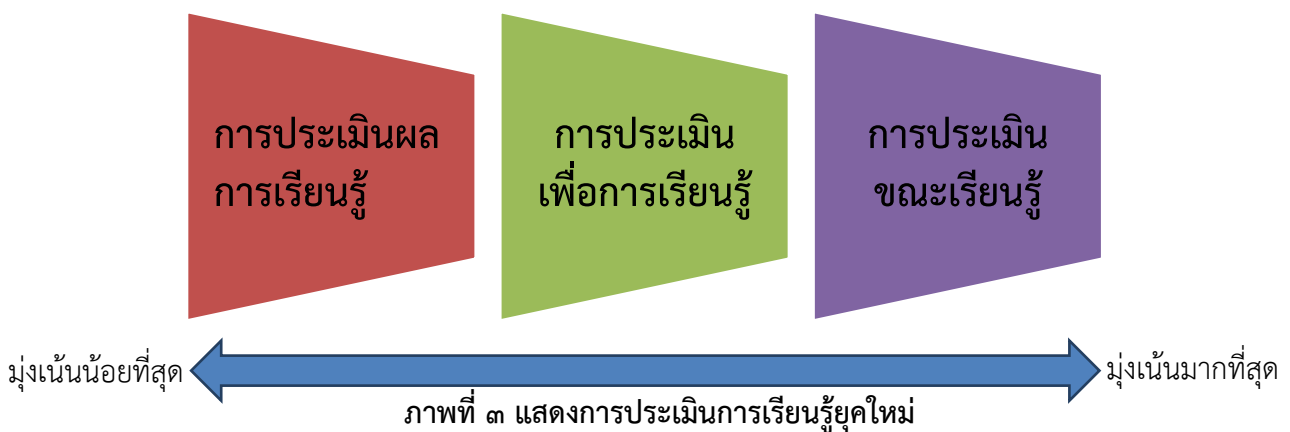 การประเมินผล
การเรียนรู้
การประเมิน
เพื่อการเรียนรู้
การประเมิน
ขณะเรียนรู้
มุ่งเน้นน้อยที่สุด
มุ่งเน้นมากที่สุด
ภาพที่ ๓ แสดงการประเมินการเรียนรู้ยุคใหม่